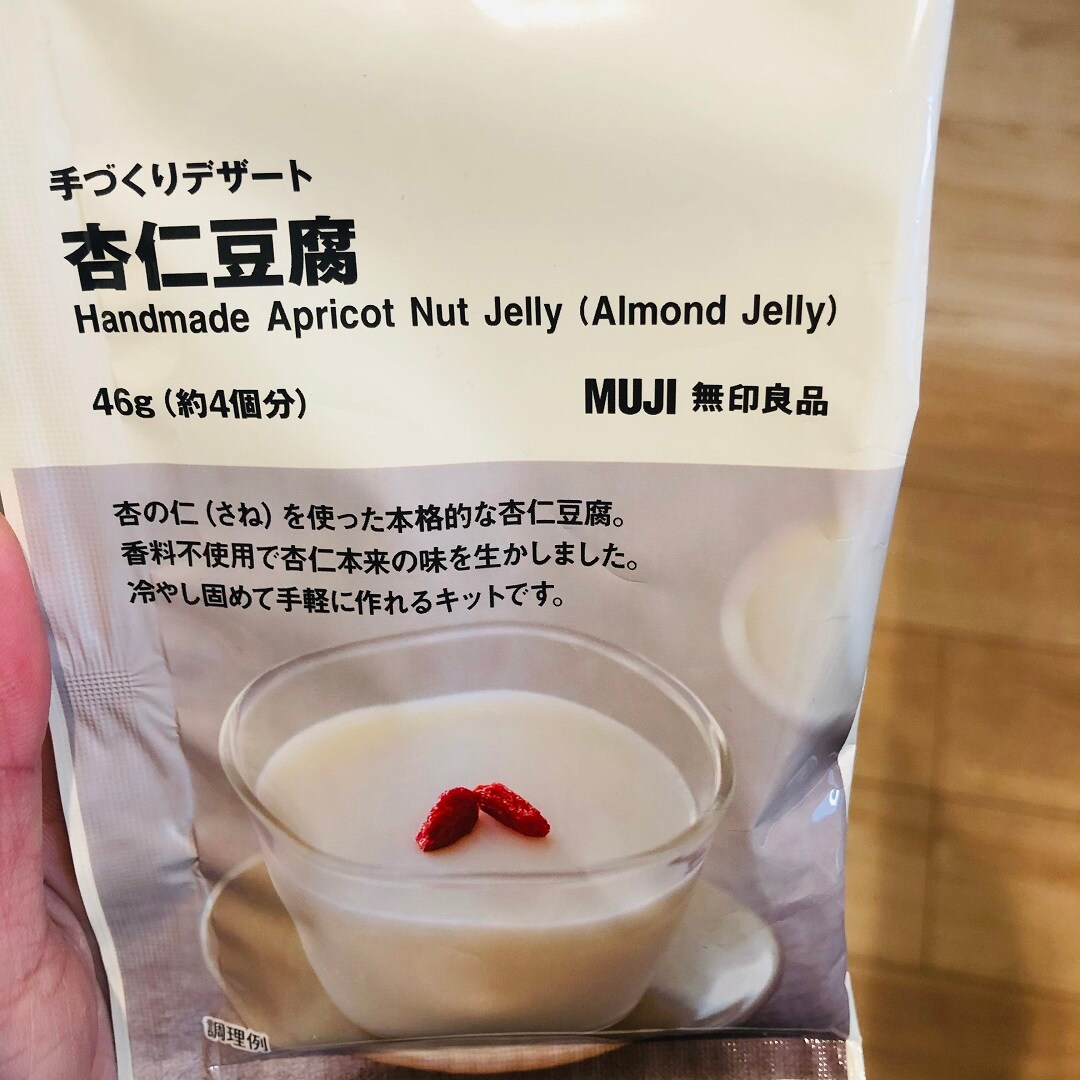 手づくりデザート
杏仁豆腐
Handmade Apricot Nut Jelly (Almond Jelly)
46g (約4個分)
MUJI 無印良品
杏の仁(さね)を使った本格的な杏仁豆腐。
香料不使用で杏仁本来の味を生かしました。
冷やし固めて手軽に作れるキットです。
調理例